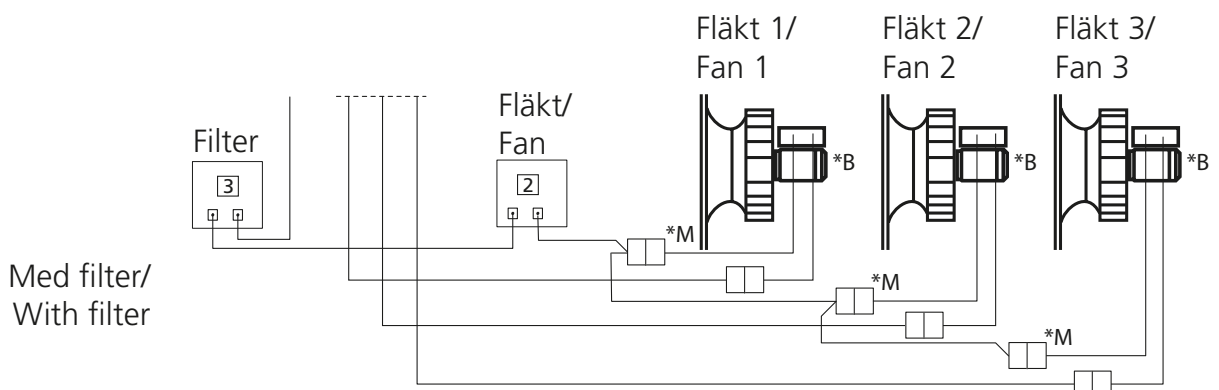 Fläkt 1/
Fan 1
Fläkt 2/
Fan 2
Fläkt 3/
Fan 3
Filter
3
Fläkt/
Fan
2
*B
*B
*B
*M
*M
*M
Med filter/
With filter